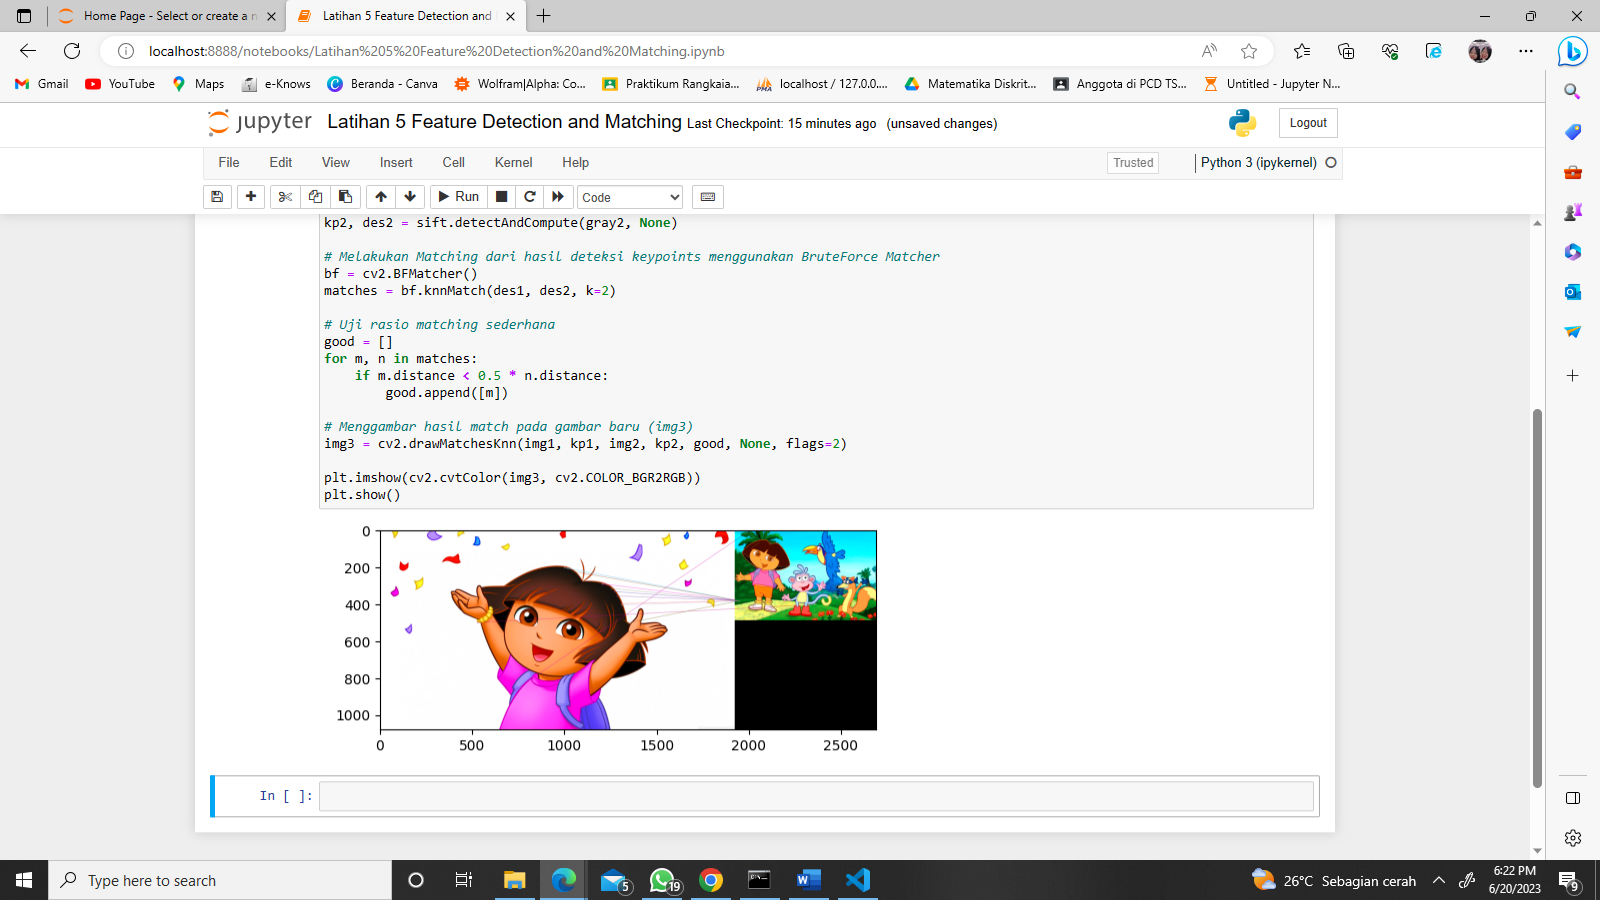 Home Page - Select or create a n
Latihan 5 Feature Detection and
localhost:8888/notebooks/Latihan%205%20Feature%20Detection%20and%20Matching.ipynb
Gmail
YouTube
Maps
e-Knows
Beranda - Canva
Wolfram|Alpha: Co...
Praktikum Rangkaia...
localhost / 127.0.0....
Matematika Diskrit...
Anggota di PCD TS...
Untitled - Jupyter N...
jupyter Latihan 5 Feature Detection and Matching Last Checkpoint: 15 minutes ago (unsaved changes)
Logout
File Edit View Insert Cell Kernel Help
Trusted
Python 3 (ipykernel)
Run
Code
kp2, des2 = sift.detectAndCompute(gray2, None)
# Melakukan Matching dari hasil deteksi keypoints menggunakan BruteForce Matcher
bf = cv2.BFMatcher()
matches = bf.knnMatch(des1, des2, k=2)
# Uji rasio matching sederhana
good = []
for m, n in matches:
    if m.distance < 0.5 * n.distance:
        good.append([m])
# Menggambar hasil match pada gambar baru (img3)
img3 = cv2.drawMatchesKnn(img1, kp1, img2, kp2, good, None, flags=2)
plt.imshow(cv2.cvtColor(img3, cv2.COLOR_BGR2RGB))
plt.show()
0
200
400
600
800
1000
0 500 1000 1500 2000 2500
In [ ]:
Type here to search
5
19
26°C Sebagian cerah
6:22 PM
6/20/2023
9